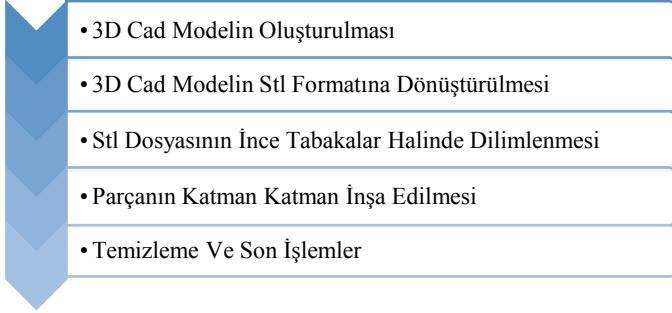 • 3D Cad Modelin Oluşturulması
• 3D Cad Modelin Stl Formatına Dönüştürülmesi
• Stl Dosyasının İnce Tabakalar Halinde Dilimlenmesi
• Parçanın Katman Katman İnşa Edilmesi
• Temizleme Ve Son İşlemler